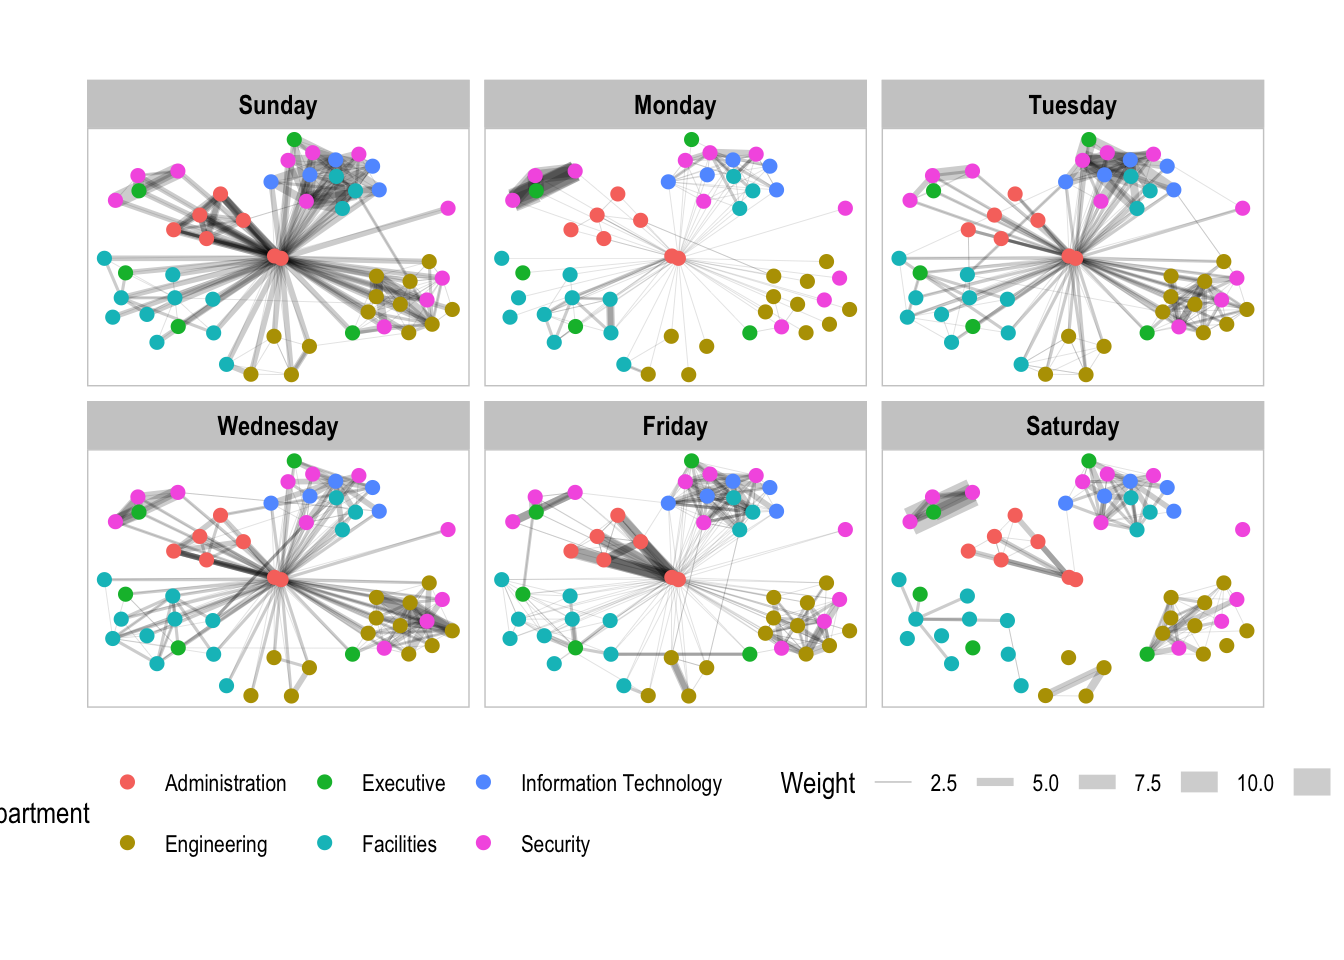 Sunday
Monday
Tuesday
Wednesday
Friday
Saturday
Administration
Executive
Information Technology
Weight
2.5
5.0
7.5
10.0
partment
Engineering
Facilities
Security